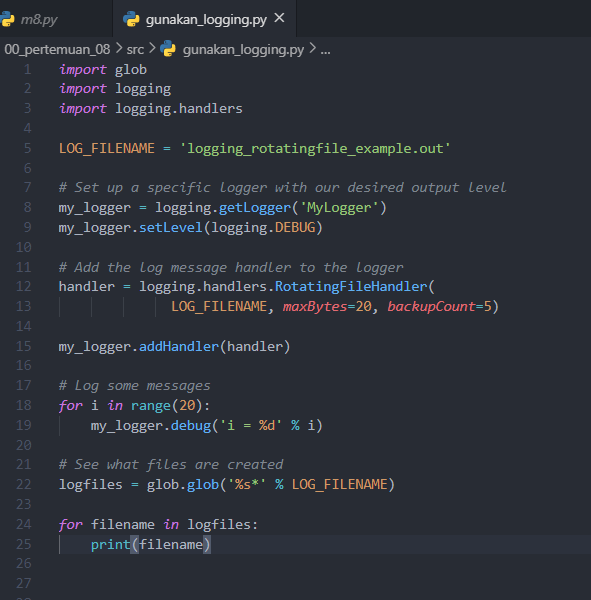 m8.py gunakan_logging.py ×
00_pertemuan_08 > src > gunakan_logging.py > ...
1 import glob
2 import logging
3 import logging.handlers
4
5 LOG_FILENAME = 'logging_rotatingfile_example.out'
6
7 # Set up a specific logger with our desired output level
8 my_logger = logging.getLogger('MyLogger')
9 my_logger.setLevel(logging.DEBUG)
10
11 # Add the log message handler to the logger
12 handler = logging.handlers.RotatingFileHandler(
13 LOG_FILENAME, maxBytes=20, backupCount=5)
14
15 my_logger.addHandler(handler)
16
17 # Log some messages
18 for i in range(20):
19 my_logger.debug('i = %d' % i)
20
21 # See what files are created
22 logfiles = glob.glob('%s*' % LOG_FILENAME)
23
24 for filename in logfiles:
25 print(filename)
26
27